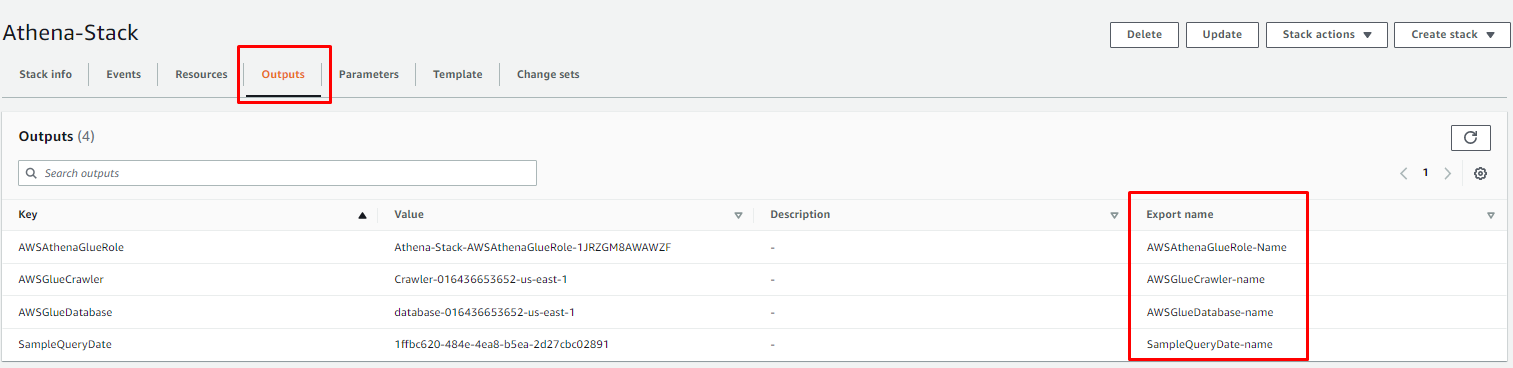 Athena-Stack
Delete Update Stack actions Create stack
Stack info Events Resources Outputs Parameters Template Change sets
Outputs (4)
Search outputs
1
Key Value Description Export name
AWSAthenaGlueRole Athena-Stack-AWSAthenaGlueRole-1JRZGM8AWAWZF - AWSAthenaGlueRole-Name
AWSGlueCrawler Crawler-016436653652-us-east-1 - AWSGlueCrawler-name
AWSGlueDatabase database-016436653652-us-east-1 - AWSGlueDatabase-name
SampleQueryDate 1ffbc620-484e-4ea8-b5ea-2d27cbc02891 - SampleQueryDate-name